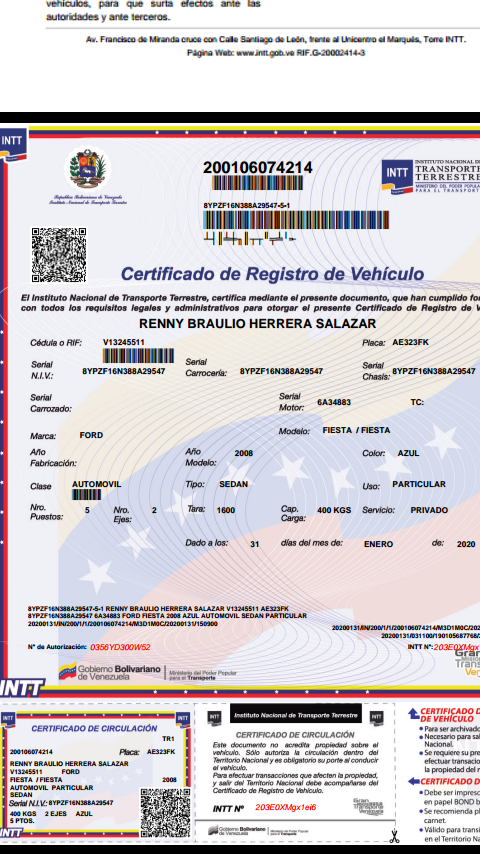 vehículos, para que surta efectos ante las
autoridades y ante terceros.
Av. Francisco de Miranda cruce con Calle Santiago de León, frente al Unicentro el Marqués, Torre INTT.
Página Web: www.intt.gob.ve RIF.G-20002414-3
INTT
República Bolivariana de Venezuela
Instituto Nacional de Transporte Terrestre
200106074214
8YPZF16N388A29547-5-1
INTT
INSTITUTO NACIONAL DE
TRANSPORTE
TERRESTRE
MINISTERIO DEL PODER POPULAR
PARA EL TRANSPORTE
Certificado de Registro de Vehículo
El Instituto Nacional de Transporte Terrestre, certifica mediante el presente documento, que han cumplido
con todos los requisitos legales y administrativos para otorgar el presente Certificado de Registro de
RENNY BRAULIO HERRERA SALAZAR
Cédula o RIF: V13245511 Placa: AE323FK
Serial N.I.V.: 8YPZF16N388A29547 Serial Carrocería: 8YPZF16N388A29547 Serial Chasis: 8YPZF16N388A29547
Serial Carrozado: Serial Motor: 6A34883 TC:
Marca: FORD Modelo: FIESTA / FIESTA
Año Fabricación: Año Modelo: 2008 Color: AZUL
Clase AUTOMOVIL Tipo: SEDAN Uso: PARTICULAR
Nro. Puestos: 5 Nro. Ejes: 2 Tara: 1600 Cap. Carga: 400 KGS Servicio: PRIVADO
Dado a los: 31 días del mes de: ENERO de: 2020
8YPZF16N388A29547-5-1 RENNY BRAULIO HERRERA SALAZAR V13245511 AE323FK
8YPZF16N388A29547 6A34883 FORD FIESTA 2008 AZUL AUTOMOVIL SEDAN PARTICULAR
20200131/IN/200/1/1/200106074214/M3D1M0C/20200131/150900
20200131/IN/200/1/1/200106074214/M3D1M0C
20200131/031100/190105687768/
N° de Autorización: 0356YD300W52
INTT N°: 203E0XMgx
Gobierno Bolivariano de Venezuela
Ministerio del Poder Popular para el Transporte
Gran
Trans
Ve
INTT
INTT
INTT
CERTIFICADO DE CIRCULACIÓN
TR1
200106074214 Placa: AE323FK
RENNY BRAULIO HERRERA SALAZAR
V13245511 FORD
FIESTA / FIESTA 2008
AUTOMOVIL PARTICULAR
SEDAN
Serial N.I.V.: 8YPZF16N388A29547
400 KGS 2 EJES AZUL
5 PTOS.
INTT
INTT
Instituto Nacional de Transporte Terrestre
INTT
CERTIFICADO DE CIRCULACIÓN
Este documento no acredita propiedad sobre el
vehículo. Sólo autoriza la circulación dentro del
Territorio Nacional y es obligatorio su porte al conducir
el vehículo.
Para efectuar transacciones que afecten la propiedad,
y salir del Territorio Nacional debe acompañarse del
Certificado de Registro de Vehículo.
INTT N° 203E0XMgx1ei6
Gran
Transporte
Venezuela
Gobierno Bolivariano de Venezuela
Ministerio del Poder Popular para el Transporte
CERTIFICADO D
DE VEHÍCULO
Para ser archivado
Necesario para sal
Nacional.
Se requiere su pre
efectuar transacci
la propiedad del
CERTIFICADO D
Debe ser impreso
en papel BOND b
Se recomienda pl
carnet.
Válido para transi
en el Territorio Na